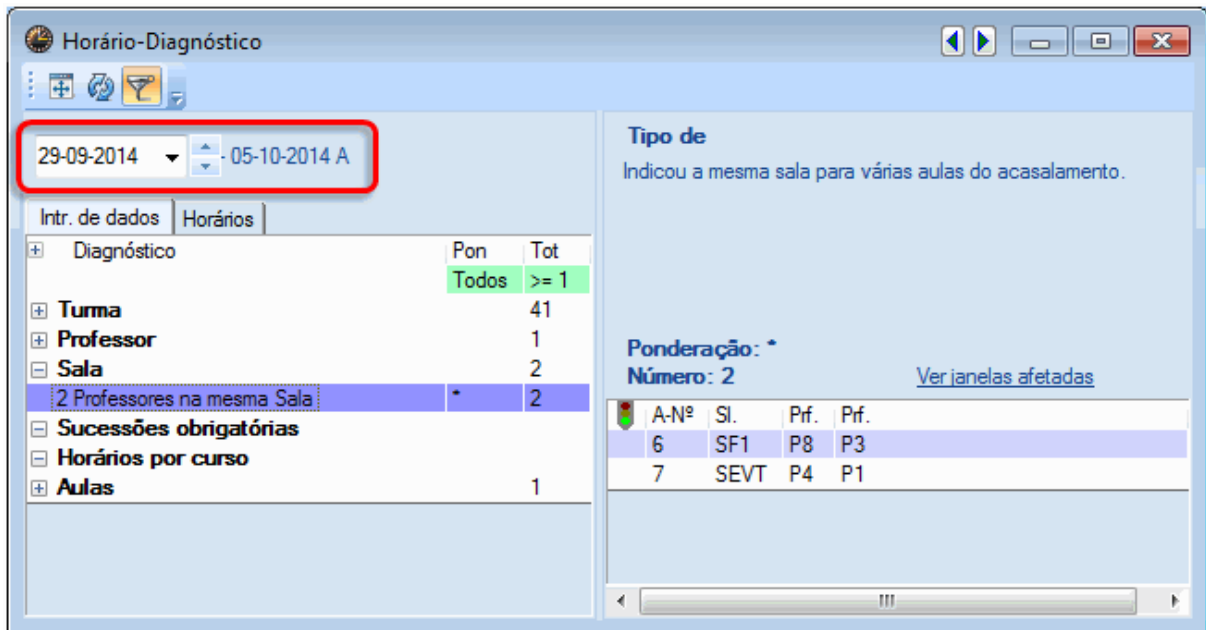 Horário-Diagnóstico
29-09-2014 - 05-10-2014 A
Intr. de dados Horários
Diagnóstico Pon Tot
Todos >= 1
Turma 41
Professor 1
Sala 2
2 Professores na mesma Sala * 2
Sucessões obrigatórias
Horários por curso
Aulas 1
Tipo de
Indicou a mesma sala para várias aulas do acasalamento.
Ponderação: *
Número: 2 Ver janelas afetadas
A-Nº Sl. Prf. Prf.
6 SF1 P8 P3
7 SEVT P4 P1